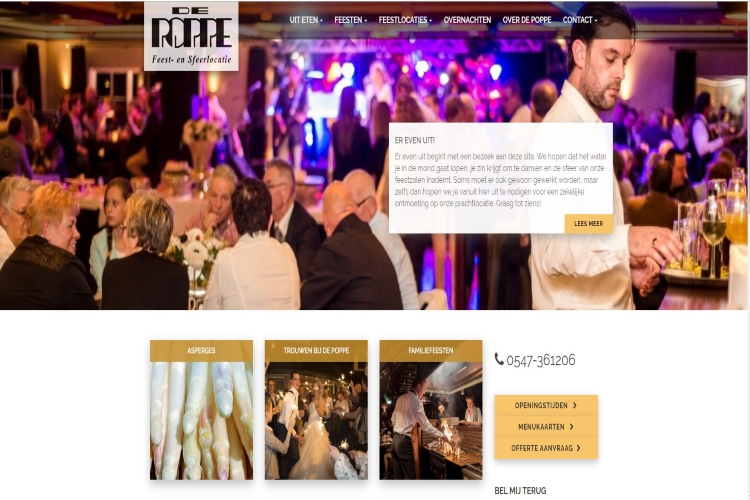 DE
POPPE
Feest- en Sfeerlocatie
UIT ETEN FEESTEN FEESTLOCATIES OVERNACHTEN OVER DE POPPE CONTACT
ER EVEN UIT!
Er even uit begint met een bezoek aan deze site. We hopen dat het water
je in de mond gaat lopen, je zin krijgt om te dansen en de sfeer van onze
feestzalen inademt. Soms moet er ook gewoon gewerkt worden, maar
zelfs dan hopen we je vanuit hier uit te nodigen voor een zakelijke
ontmoeting op onze prachtlocatie. Graag tot ziens!
LEES MEER
ASPERGES TROUWEN BIJ DE POPPE FAMILIEFEESTEN
0547-361206
OPENINGSTIJDEN
MENUKAARTEN
OFFERTE AANVRAAG
BEL MIJ TERUG